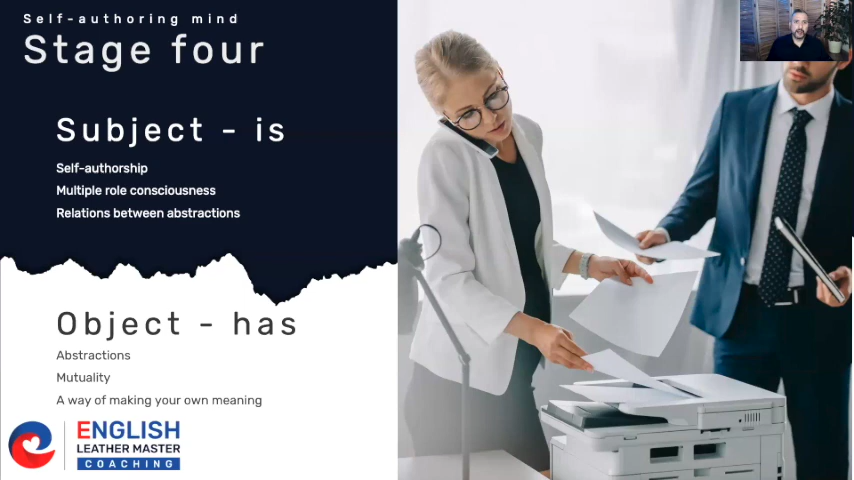 Self-authoring mind
Stage four
Subject - is
Self-authorship
Multiple role consciousness
Relations between abstractions
Object - has
Abstractions
Mutuality
A way of making your own meaning
ENGLISH
LEATHER MASTER
COACHING